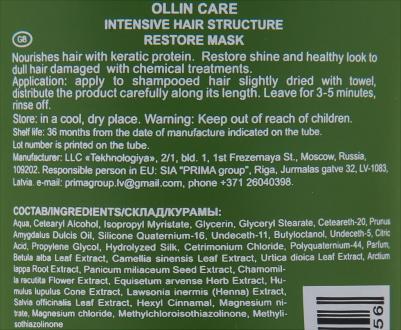 OLLIN CARE
INTENSIVE HAIR STRUCTURE
RESTORE MASK
GB
Nourishes hair with keratic protein. Restore shine and healthy look to
dull hair damaged with chemical treatments.
Application: apply to shampooed hair slightly dried with towel,
distribute the product carefully along its length. Leave for 3-5 minutes,
rinse off.
Store: in a cool, dry place. Warning: Keep out of reach of children.
Shelf life: 36 months from the date of manufacture indicated on the tube.
Lot number is printed on the tube.
Manufacturer: LLC «Tekhnologiya», 2/1, bld. 1, 1st Frezernaya St., Moscow, Russia,
109202. Responsible person in EU: SIA "PRIMA group", Riga, Jurmalas gatve 32, LV-1083,
Latvia. e-mail: primagroup.lv@gmail.com, phone +371 26040398.
СОСТАВ/INGREDIENTS/СКЛАД/КУРАМЫ:
Aqua, Cetearyl Alcohol, Isopropyl Myristate, Glycerin, Glyceryl Stearate, Ceteareth-20, Prunus
Amygdalus Dulcis Oil, Silicone Quaternium-16, Undeceth-11, Butyloctanol, Undeceth-5, Citric
Acid, Propylene Glycol, Hydrolyzed Silk, Cetrimonium Chloride, Polyquaternium-44, Parfum,
Betula alba Leaf Extract, Camellia sinensis Leaf Extract, Urtica dioica Leaf Extract, Arctium
lappa Root Extract, Panicum miliaceum Seed Extract, Chamomil-
la racutita Flower Extract, Equisetum arvense Herb Extract, Hu-
mulus lupulus Cone Extract, Lawsonia inermis (Henna) Extract,
Salvia officinalis Leaf Extract, Hexyl Cinnamal, Magnesium ni-
trate, Magnesium chloride, Methylchloroisothiazolinone, Methyli-
sothiazolinone
56